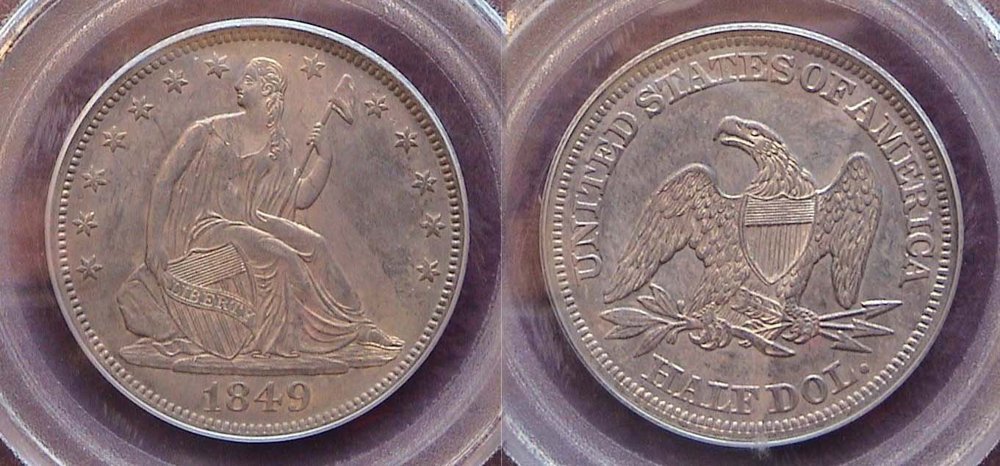 LIBERTY
1849
UNITED STATES OF AMERICA
HALF DOL.